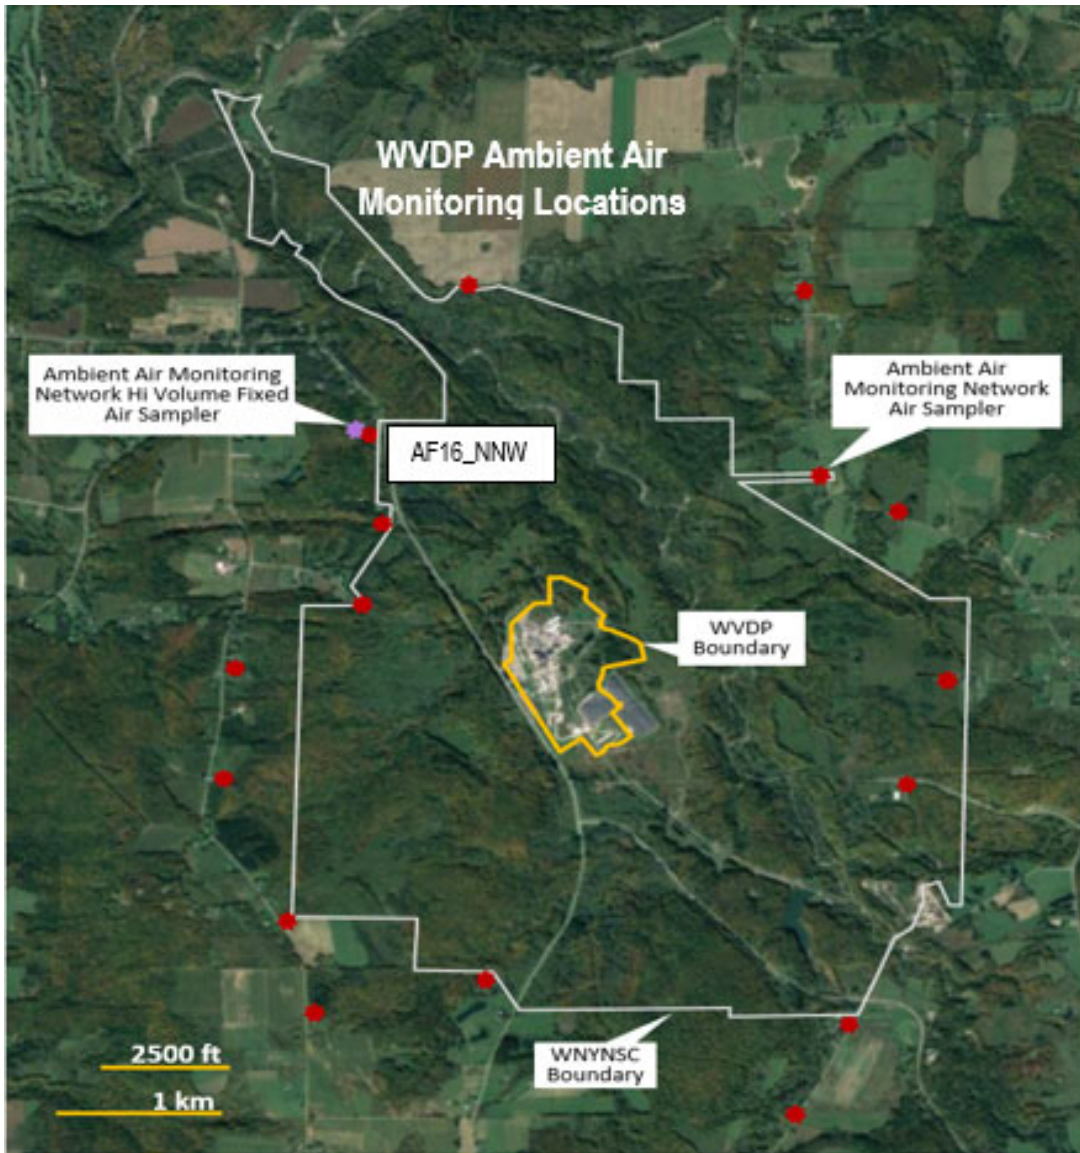 WVDP Ambient Air
Monitoring Locations
Ambient Air Monitoring
Network Hi Volume Fixed
Air Sampler
Ambient Air
Monitoring Network
Air Sampler
AF16_NNW
WVDP
Boundary
WNYNSC
Boundary
2500 ft
1 km